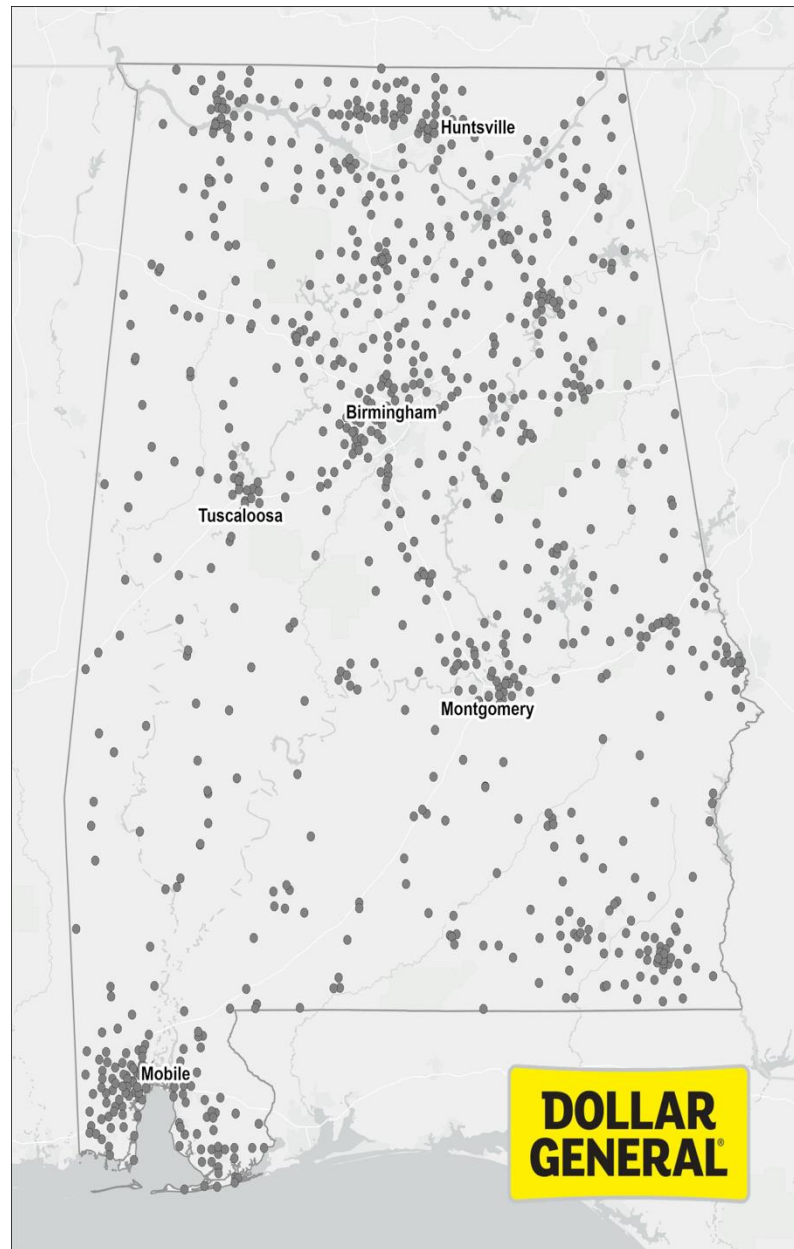 Huntsville
Birmingham
Tuscaloosa
Montgomery
Mobile
DOLLAR
GENERAL®